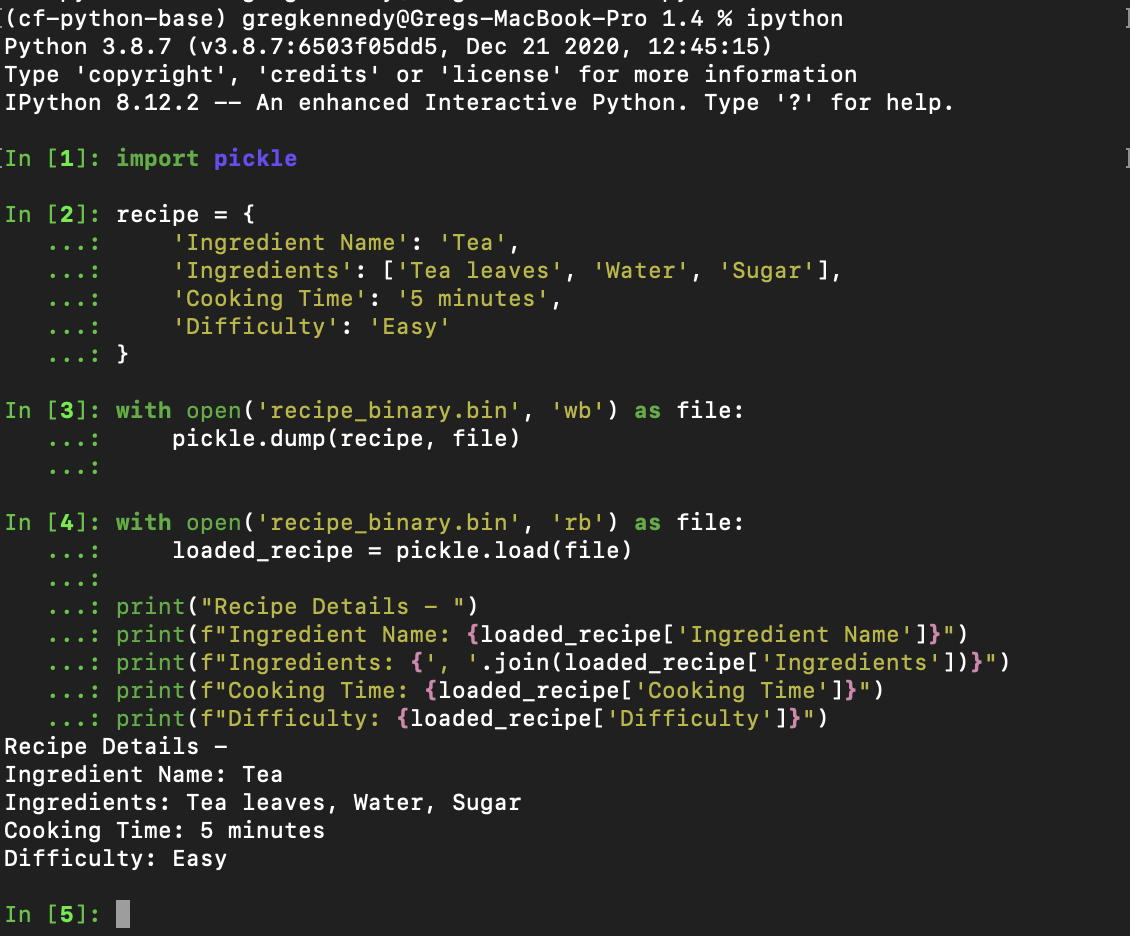 (cf-python-base) gregkennedy@Gregs-MacBook-Pro 1.4 % ipython
Python 3.8.7 (v3.8.7:6503f05dd5, Dec 21 2020, 12:45:15)
Type 'copyright', 'credits' or 'license' for more information
IPython 8.12.2 -- An enhanced Interactive Python. Type '?' for help.

In [1]: import pickle

In [2]: recipe = {
   ...:     'Ingredient Name': 'Tea',
   ...:     'Ingredients': ['Tea leaves', 'Water', 'Sugar'],
   ...:     'Cooking Time': '5 minutes',
   ...:     'Difficulty': 'Easy'
   ...: }

In [3]: with open('recipe_binary.bin', 'wb') as file:
   ...:     pickle.dump(recipe, file)
   ...:

In [4]: with open('recipe_binary.bin', 'rb') as file:
   ...:     loaded_recipe = pickle.load(file)
   ...:
   ...: print("Recipe Details – ")
   ...: print(f"Ingredient Name: {loaded_recipe['Ingredient Name']}")
   ...: print(f"Ingredients: {', '.join(loaded_recipe['Ingredients'])}")
   ...: print(f"Cooking Time: {loaded_recipe['Cooking Time']}")
   ...: print(f"Difficulty: {loaded_recipe['Difficulty']}")
Recipe Details –
Ingredient Name: Tea
Ingredients: Tea leaves, Water, Sugar
Cooking Time: 5 minutes
Difficulty: Easy

In [5]: